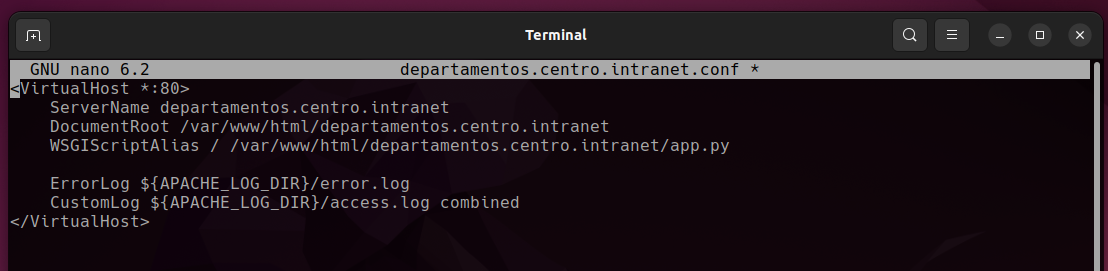 Terminal
GNU nano 6.2 departamentos.centro.intranet.conf *
<VirtualHost *:80>
ServerName departamentos.centro.intranet
DocumentRoot /var/www/html/departamentos.centro.intranet
WSGIScriptAlias / /var/www/html/departamentos.centro.intranet/app.py
ErrorLog ${APACHE_LOG_DIR}/error.log
CustomLog ${APACHE_LOG_DIR}/access.log combined
</VirtualHost>